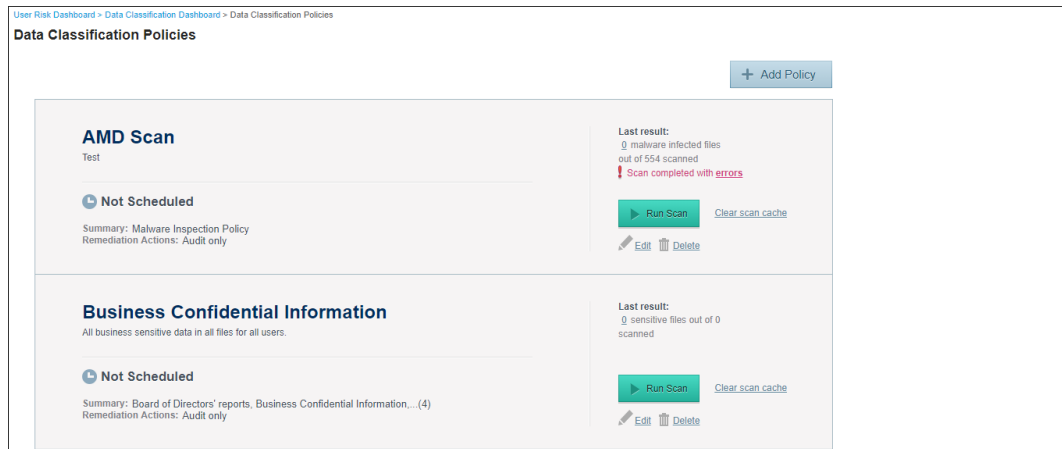 User Risk Dashboard > Data Classification Dashboard > Data Classification Policies
Data Classification Policies
+ Add Policy
AMD Scan
Test
Not Scheduled
Summary: Malware Inspection Policy
Remediation Actions: Audit only
Last result:
0 malware infected files
out of 554 scanned
Scan completed with errors
Run Scan Clear scan cache
Edit Delete
Business Confidential Information
All business sensitive data in all files for all users.
Not Scheduled
Summary: Board of Directors' reports, Business Confidential Information,...(4)
Remediation Actions: Audit only
Last result:
0 sensitive files out of 0
scanned
Run Scan Clear scan cache
Edit Delete